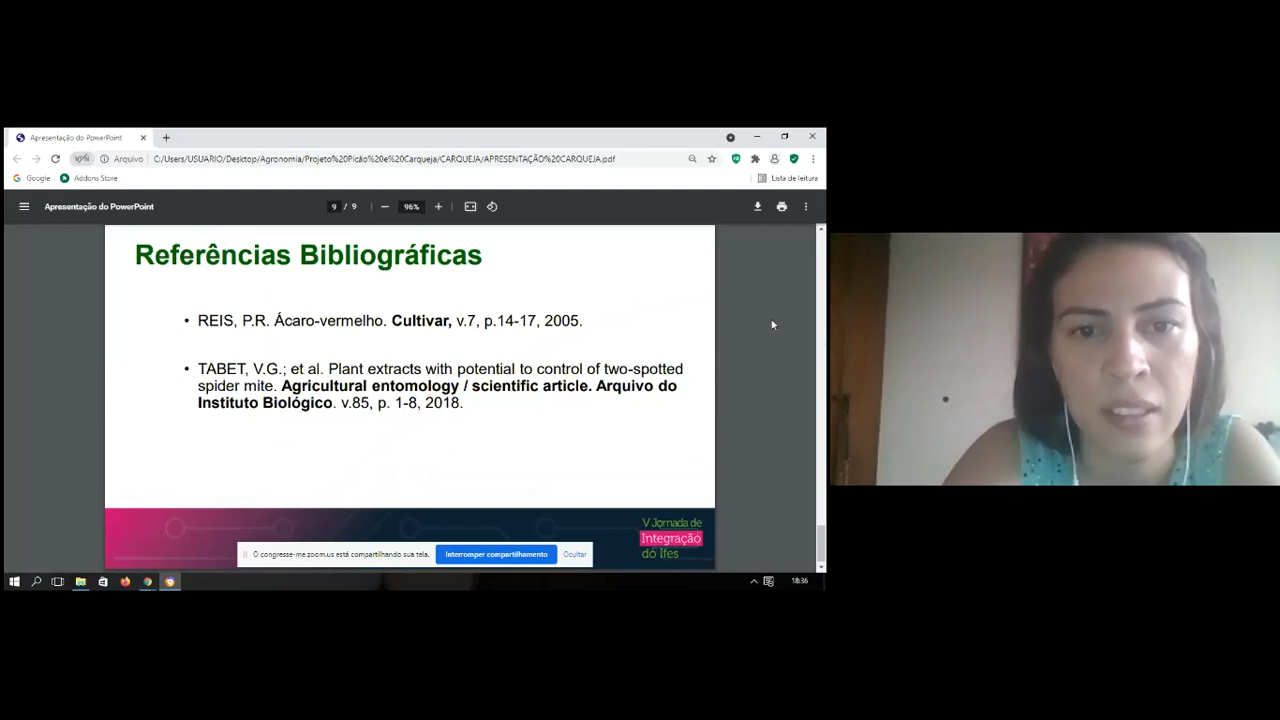 Apresentação do PowerPoint
VPN
Arquivo
C:/Users/USUARIO/Desktop/Agronomia/Projeto%20Picão%20e%20Carqueja/CARQUEJA/APRESENTAÇÃO%20CARQUEJA.pdf
Google
Addons Store
Lista de leitura
Apresentação do PowerPoint
9 / 9
96%
Referências Bibliográficas
• REIS, P.R. Ácaro-vermelho. Cultivar, v.7, p.14-17, 2005.
• TABET, V.G.; et al. Plant extracts with potential to control of two-spotted
spider mite. Agricultural entomology / scientific article. Arquivo do
Instituto Biológico. v.85, p. 1-8, 2018.
V Jornada de
Integração
do Ifes
O congresse-me.zoom.us está compartilhando sua tela.
Interromper compartilhamento
Ocultar
18:36